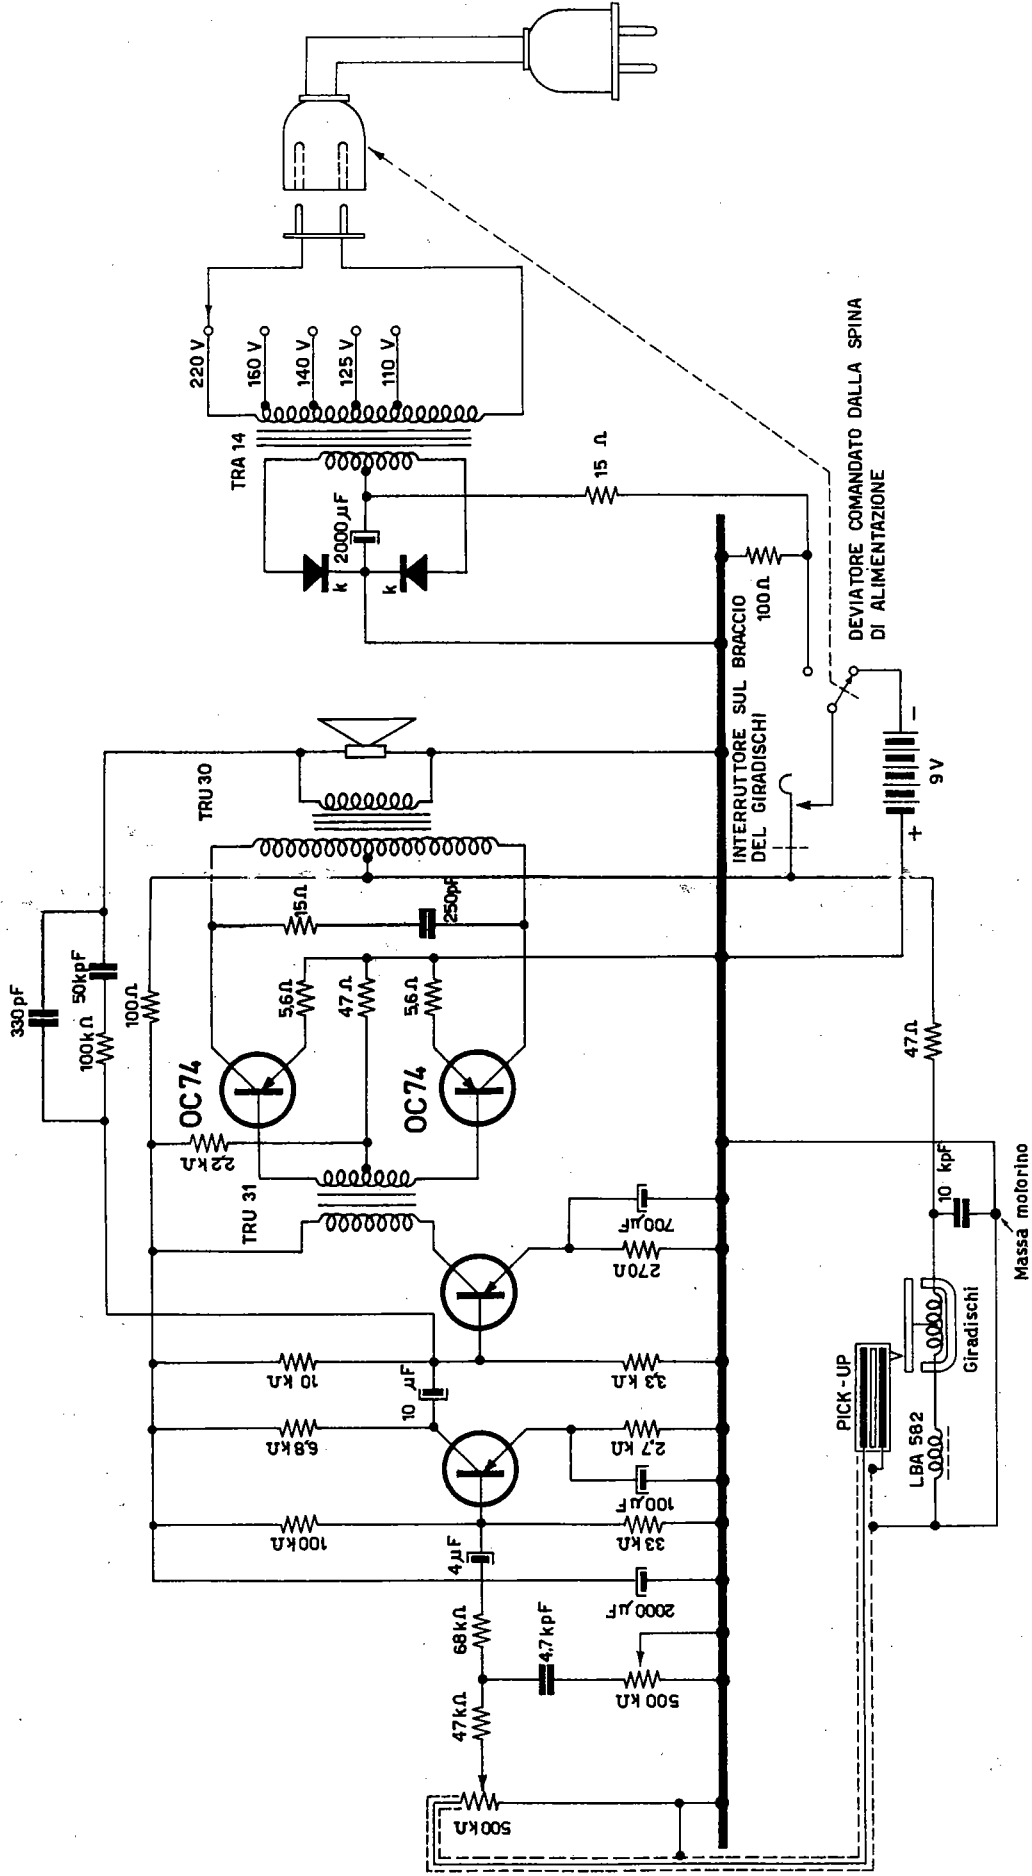 220 V
160 V
140 V
125 V
110 V
TRA 14
2000 µF
k
k
15 Ω
100 Ω
DEVIATORE COMANDATO DALLA SPINA
DI ALIMENTAZIONE
INTERRUTTORE SUL BRACCIO
DEL GIRADISCHI
9 V
+
−
TRU 30
330 pF
50 kpF
100 kΩ
100 Ω
15 Ω
250 pF
5,6 Ω
47 Ω
5,6 Ω
OC74
OC74
2,2 kΩ
TRU 31
700 µF
270 Ω
47 Ω
10 kpF
Massa motorino
10 kΩ
10 µF
3,3 kΩ
6,8 kΩ
2,7 kΩ
100 µF
100 kΩ
33 kΩ
4 µF
2000 µF
68 kΩ
4,7 kpF
500 kΩ
47 kΩ
500 kΩ
PICK-UP
Giradischi
LBA 582